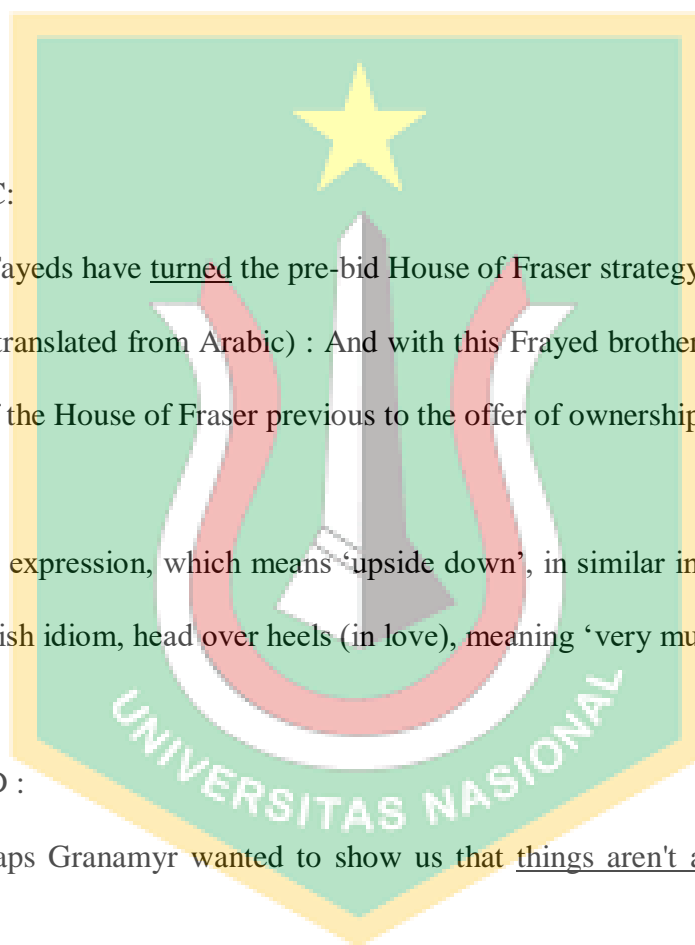 C:
ayeds have turned the pre-bid House of Fraser strategy
translated from Arabic) : And with this Frayed brother
f the House of Fraser previous to the offer of ownership
expression, which means ‘upside down’, in similar in
ish idiom, head over heels (in love), meaning ‘very mu
UNIVERSITAS NASIONAL
D :
aps Granamyr wanted to show us that things aren't a